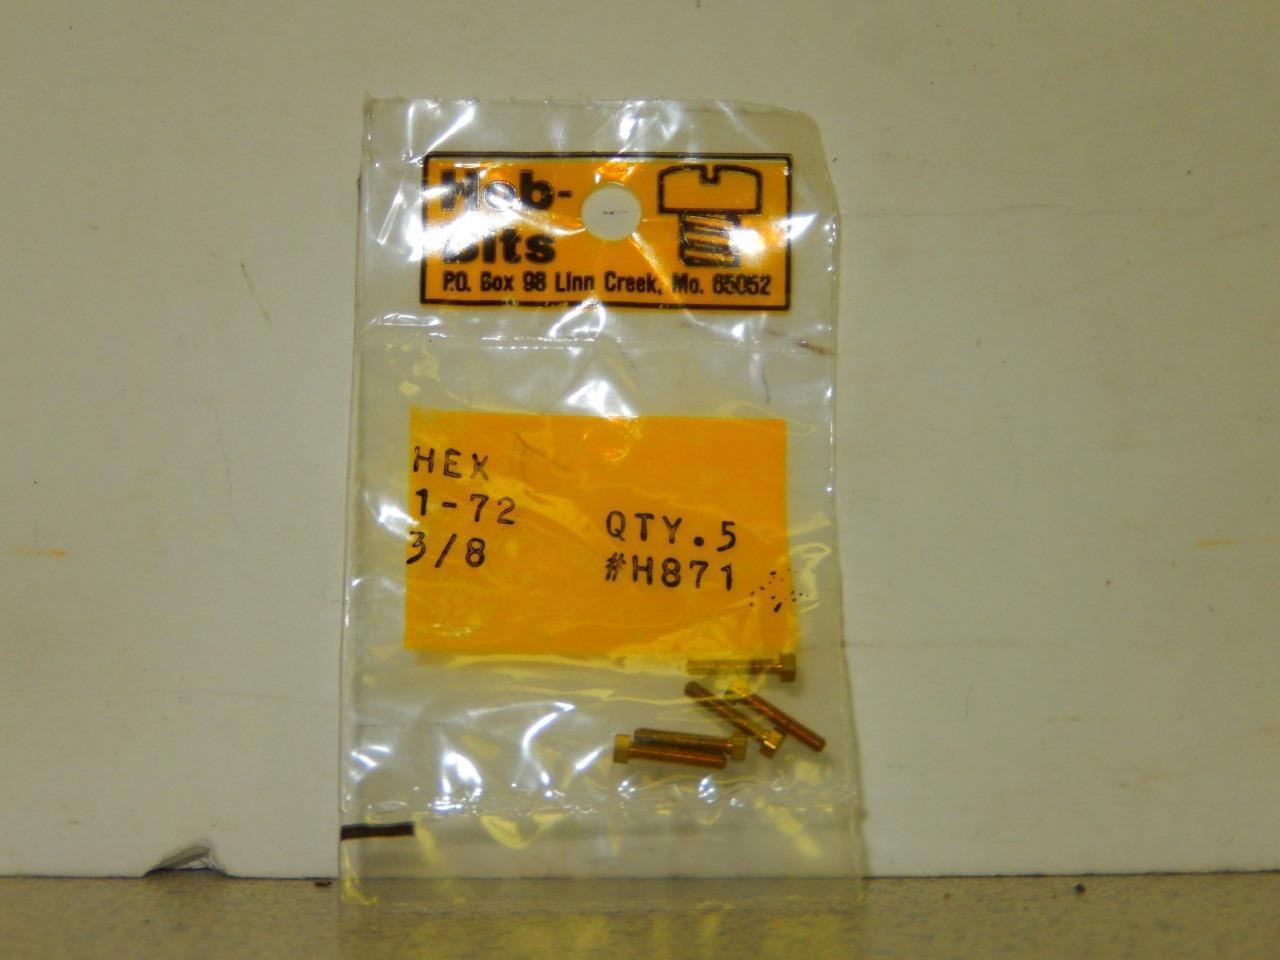 Hob-
Bits
P.O. Box 98 Linn Creek, Mo. 65052
HEX
1-72
3/8
QTY.5
#H871